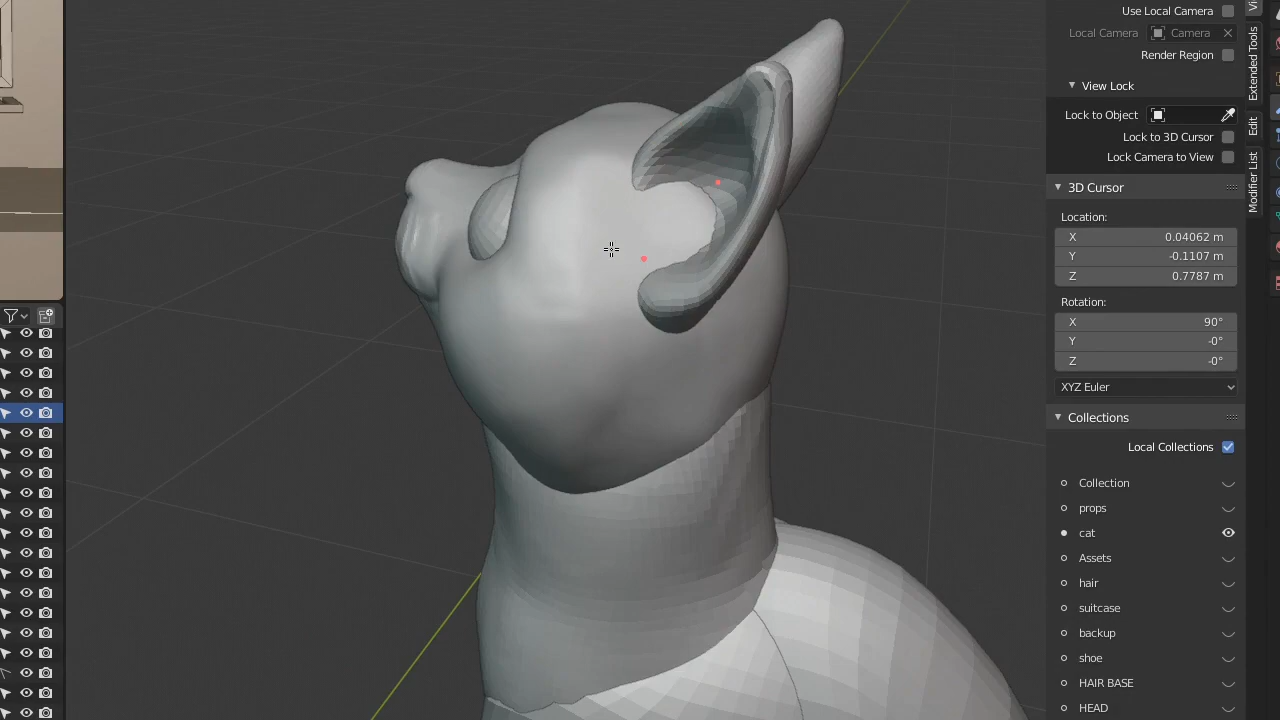 Use Local Camera
Local Camera Camera
Render Region
View Lock
Lock to Object
Lock to 3D Cursor
Lock Camera to View
3D Cursor
Location:
X 0.04062 m
Y -0.1107 m
Z 0.7787 m
Rotation:
X 90°
Y -0°
Z -0°
XYZ Euler
Collections
Local Collections
Collection
props
cat
Assets
hair
suitcase
backup
shoe
HAIR BASE
HEAD
Extended Tools
Edit
Modifier List